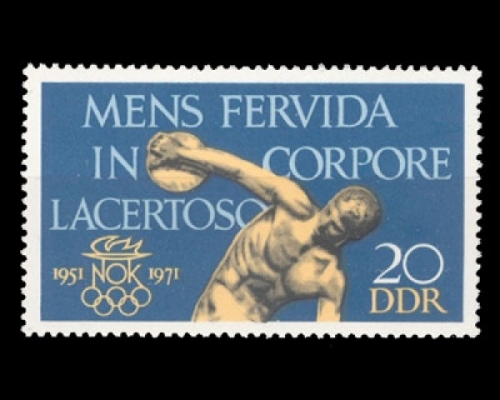 MENS FERVIDA
IN CORPORE
LACERTOSO
1951 NOK 1971
20
DDR